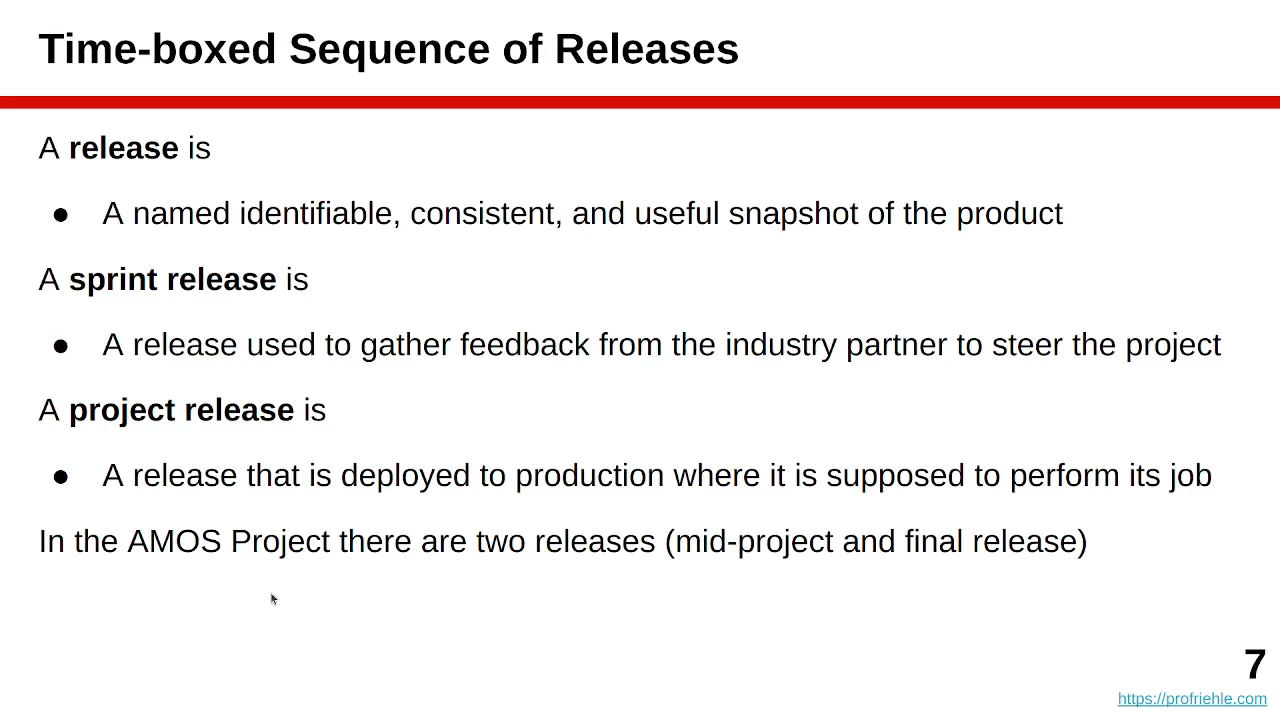 Time-boxed Sequence of Releases
A release is
● A named identifiable, consistent, and useful snapshot of the product
A sprint release is
● A release used to gather feedback from the industry partner to steer the project
A project release is
● A release that is deployed to production where it is supposed to perform its job
In the AMOS Project there are two releases (mid-project and final release)
7
https://profriehle.com